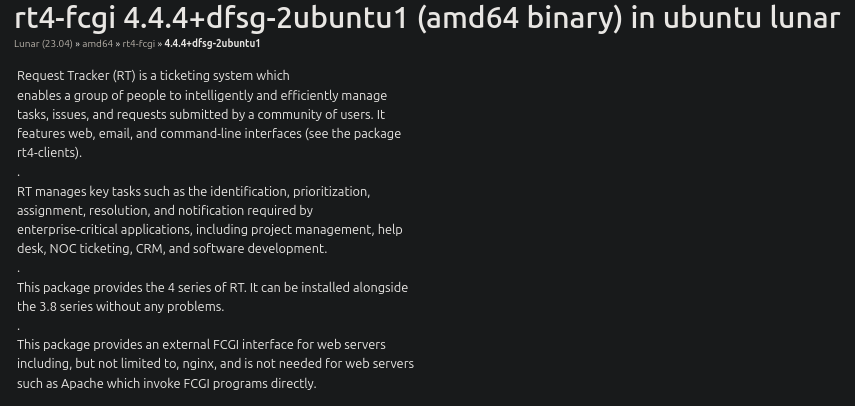 rt4-fcgi 4.4.4+dfsg-2ubuntu1 (amd64 binary) in ubuntu lunar
Lunar (23.04) » amd64 » rt4-fcgi » 4.4.4+dfsg-2ubuntu1
Request Tracker (RT) is a ticketing system which
enables a group of people to intelligently and efficiently manage
tasks, issues, and requests submitted by a community of users. It
features web, email, and command-line interfaces (see the package
rt4-clients).
.
RT manages key tasks such as the identification, prioritization,
assignment, resolution, and notification required by
enterprise-critical applications, including project management, help
desk, NOC ticketing, CRM, and software development.
.
This package provides the 4 series of RT. It can be installed alongside
the 3.8 series without any problems.
.
This package provides an external FCGI interface for web servers
including, but not limited to, nginx, and is not needed for web servers
such as Apache which invoke FCGI programs directly.